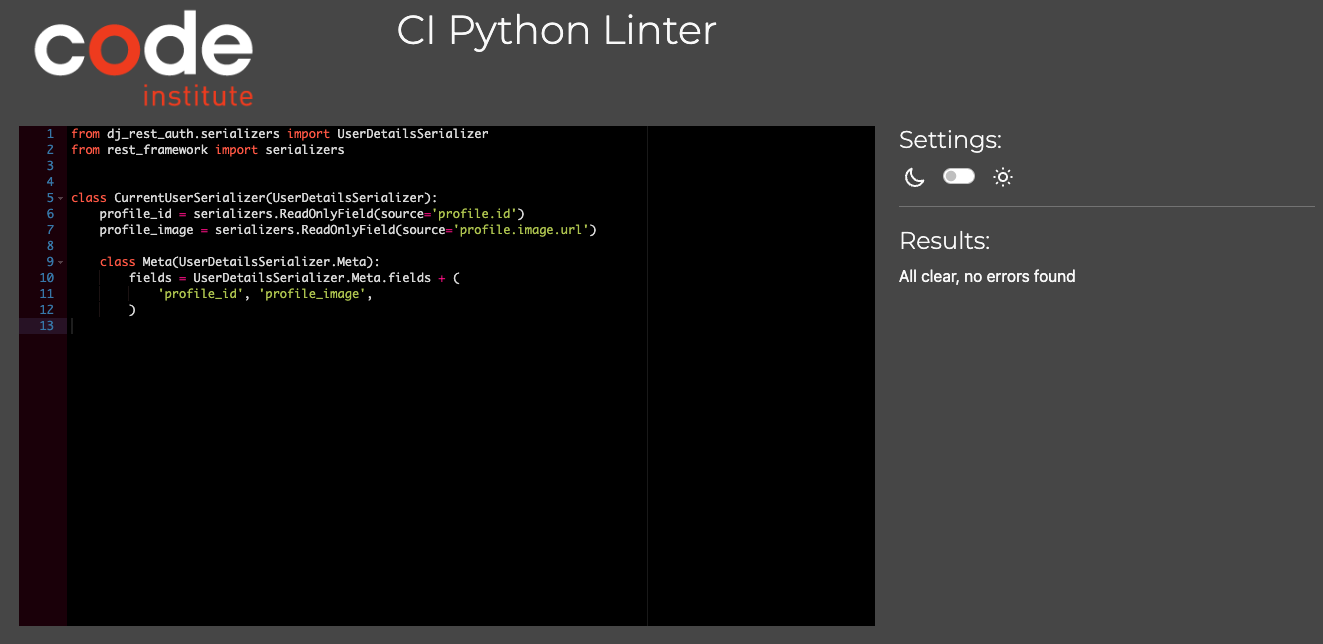 code
institute
CI Python Linter
1 from dj_rest_auth.serializers import UserDetailsSerializer
2 from rest_framework import serializers
3
4
5 class CurrentUserSerializer(UserDetailsSerializer):
6     profile_id = serializers.ReadOnlyField(source='profile.id')
7     profile_image = serializers.ReadOnlyField(source='profile.image.url')
8
9     class Meta(UserDetailsSerializer.Meta):
10         fields = UserDetailsSerializer.Meta.fields + (
11             'profile_id', 'profile_image',
12         )
13
Settings:
Results:
All clear, no errors found